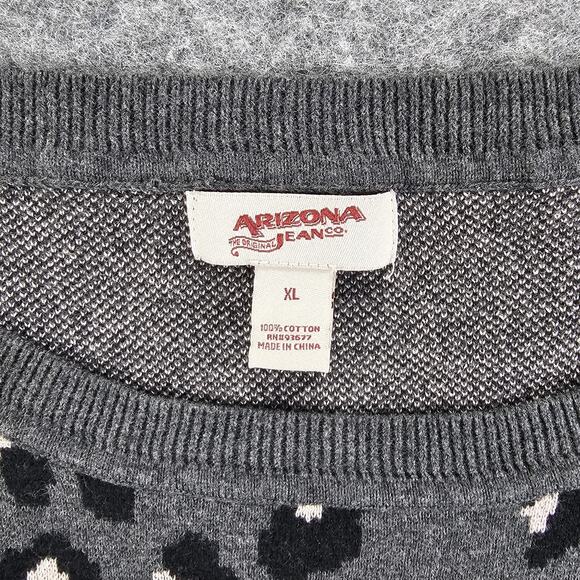 ARIZONA
THE ORIGINAL JEAN CO.
XL
100% COTTON
RN#93677
MADE IN CHINA